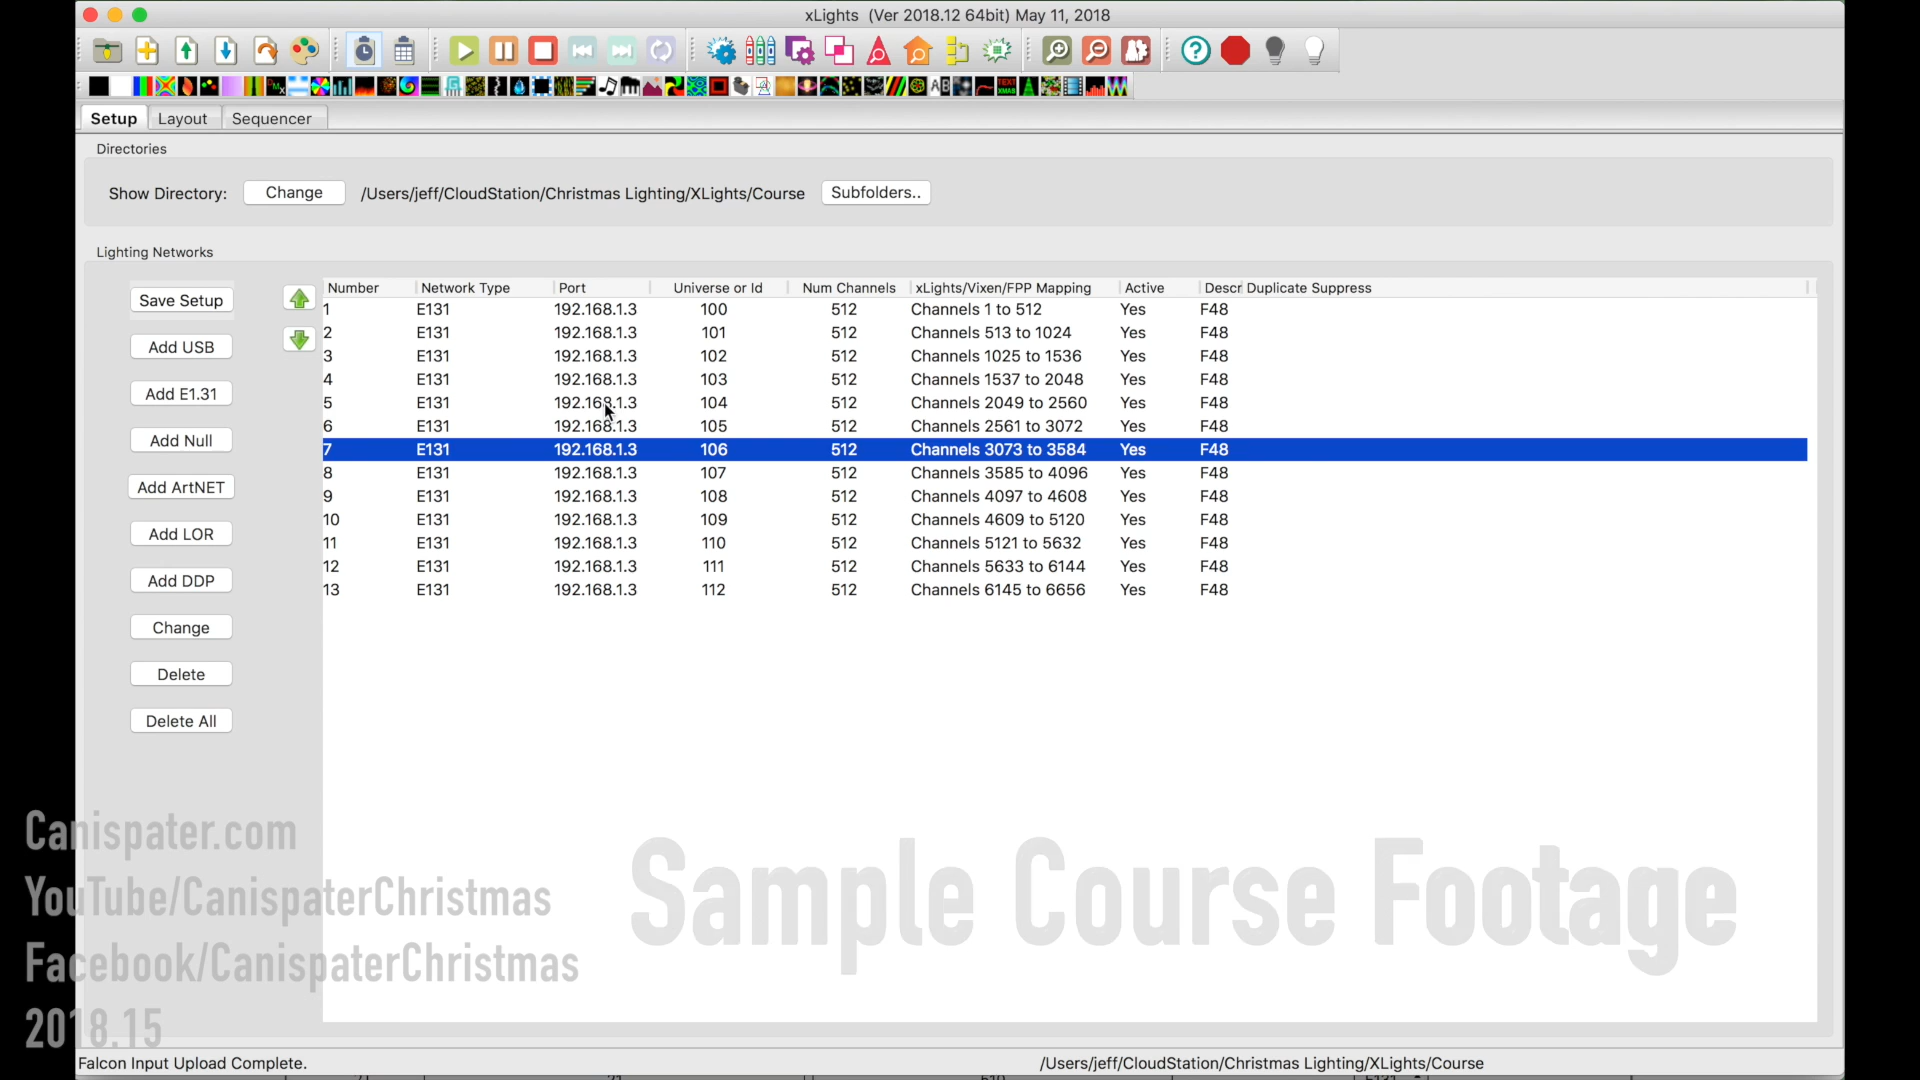 xLights (Ver 2018.12 64bit) May 11, 2018
Setup Layout Sequencer
Directories
Show Directory: Change /Users/jeff/CloudStation/Christmas Lighting/XLights/Course Subfolders..
Lighting Networks
Number Network Type Port Universe or Id Num Channels xLights/Vixen/FPP Mapping Active Descr Duplicate Suppress
1 E131 192.168.1.3 100 512 Channels 1 to 512 Yes F48
2 E131 192.168.1.3 101 512 Channels 513 to 1024 Yes F48
3 E131 192.168.1.3 102 512 Channels 1025 to 1536 Yes F48
4 E131 192.168.1.3 103 512 Channels 1537 to 2048 Yes F48
5 E131 192.168.1.3 104 512 Channels 2049 to 2560 Yes F48
6 E131 192.168.1.3 105 512 Channels 2561 to 3072 Yes F48
7 E131 192.168.1.3 106 512 Channels 3073 to 3584 Yes F48
8 E131 192.168.1.3 107 512 Channels 3585 to 4096 Yes F48
9 E131 192.168.1.3 108 512 Channels 4097 to 4608 Yes F48
10 E131 192.168.1.3 109 512 Channels 4609 to 5120 Yes F48
11 E131 192.168.1.3 110 512 Channels 5121 to 5632 Yes F48
12 E131 192.168.1.3 111 512 Channels 5633 to 6144 Yes F48
13 E131 192.168.1.3 112 512 Channels 6145 to 6656 Yes F48
Save Setup
Add USB
Add E1.31
Add Null
Add ArtNET
Add LOR
Add DDP
Change
Delete
Delete All
Canispater.com
YouTube/CanispaterChristmas
Facebook/CanispaterChristmas
2018.15
Sample Course Footage
Falcon Input Upload Complete. /Users/jeff/CloudStation/Christmas Lighting/XLights/Course